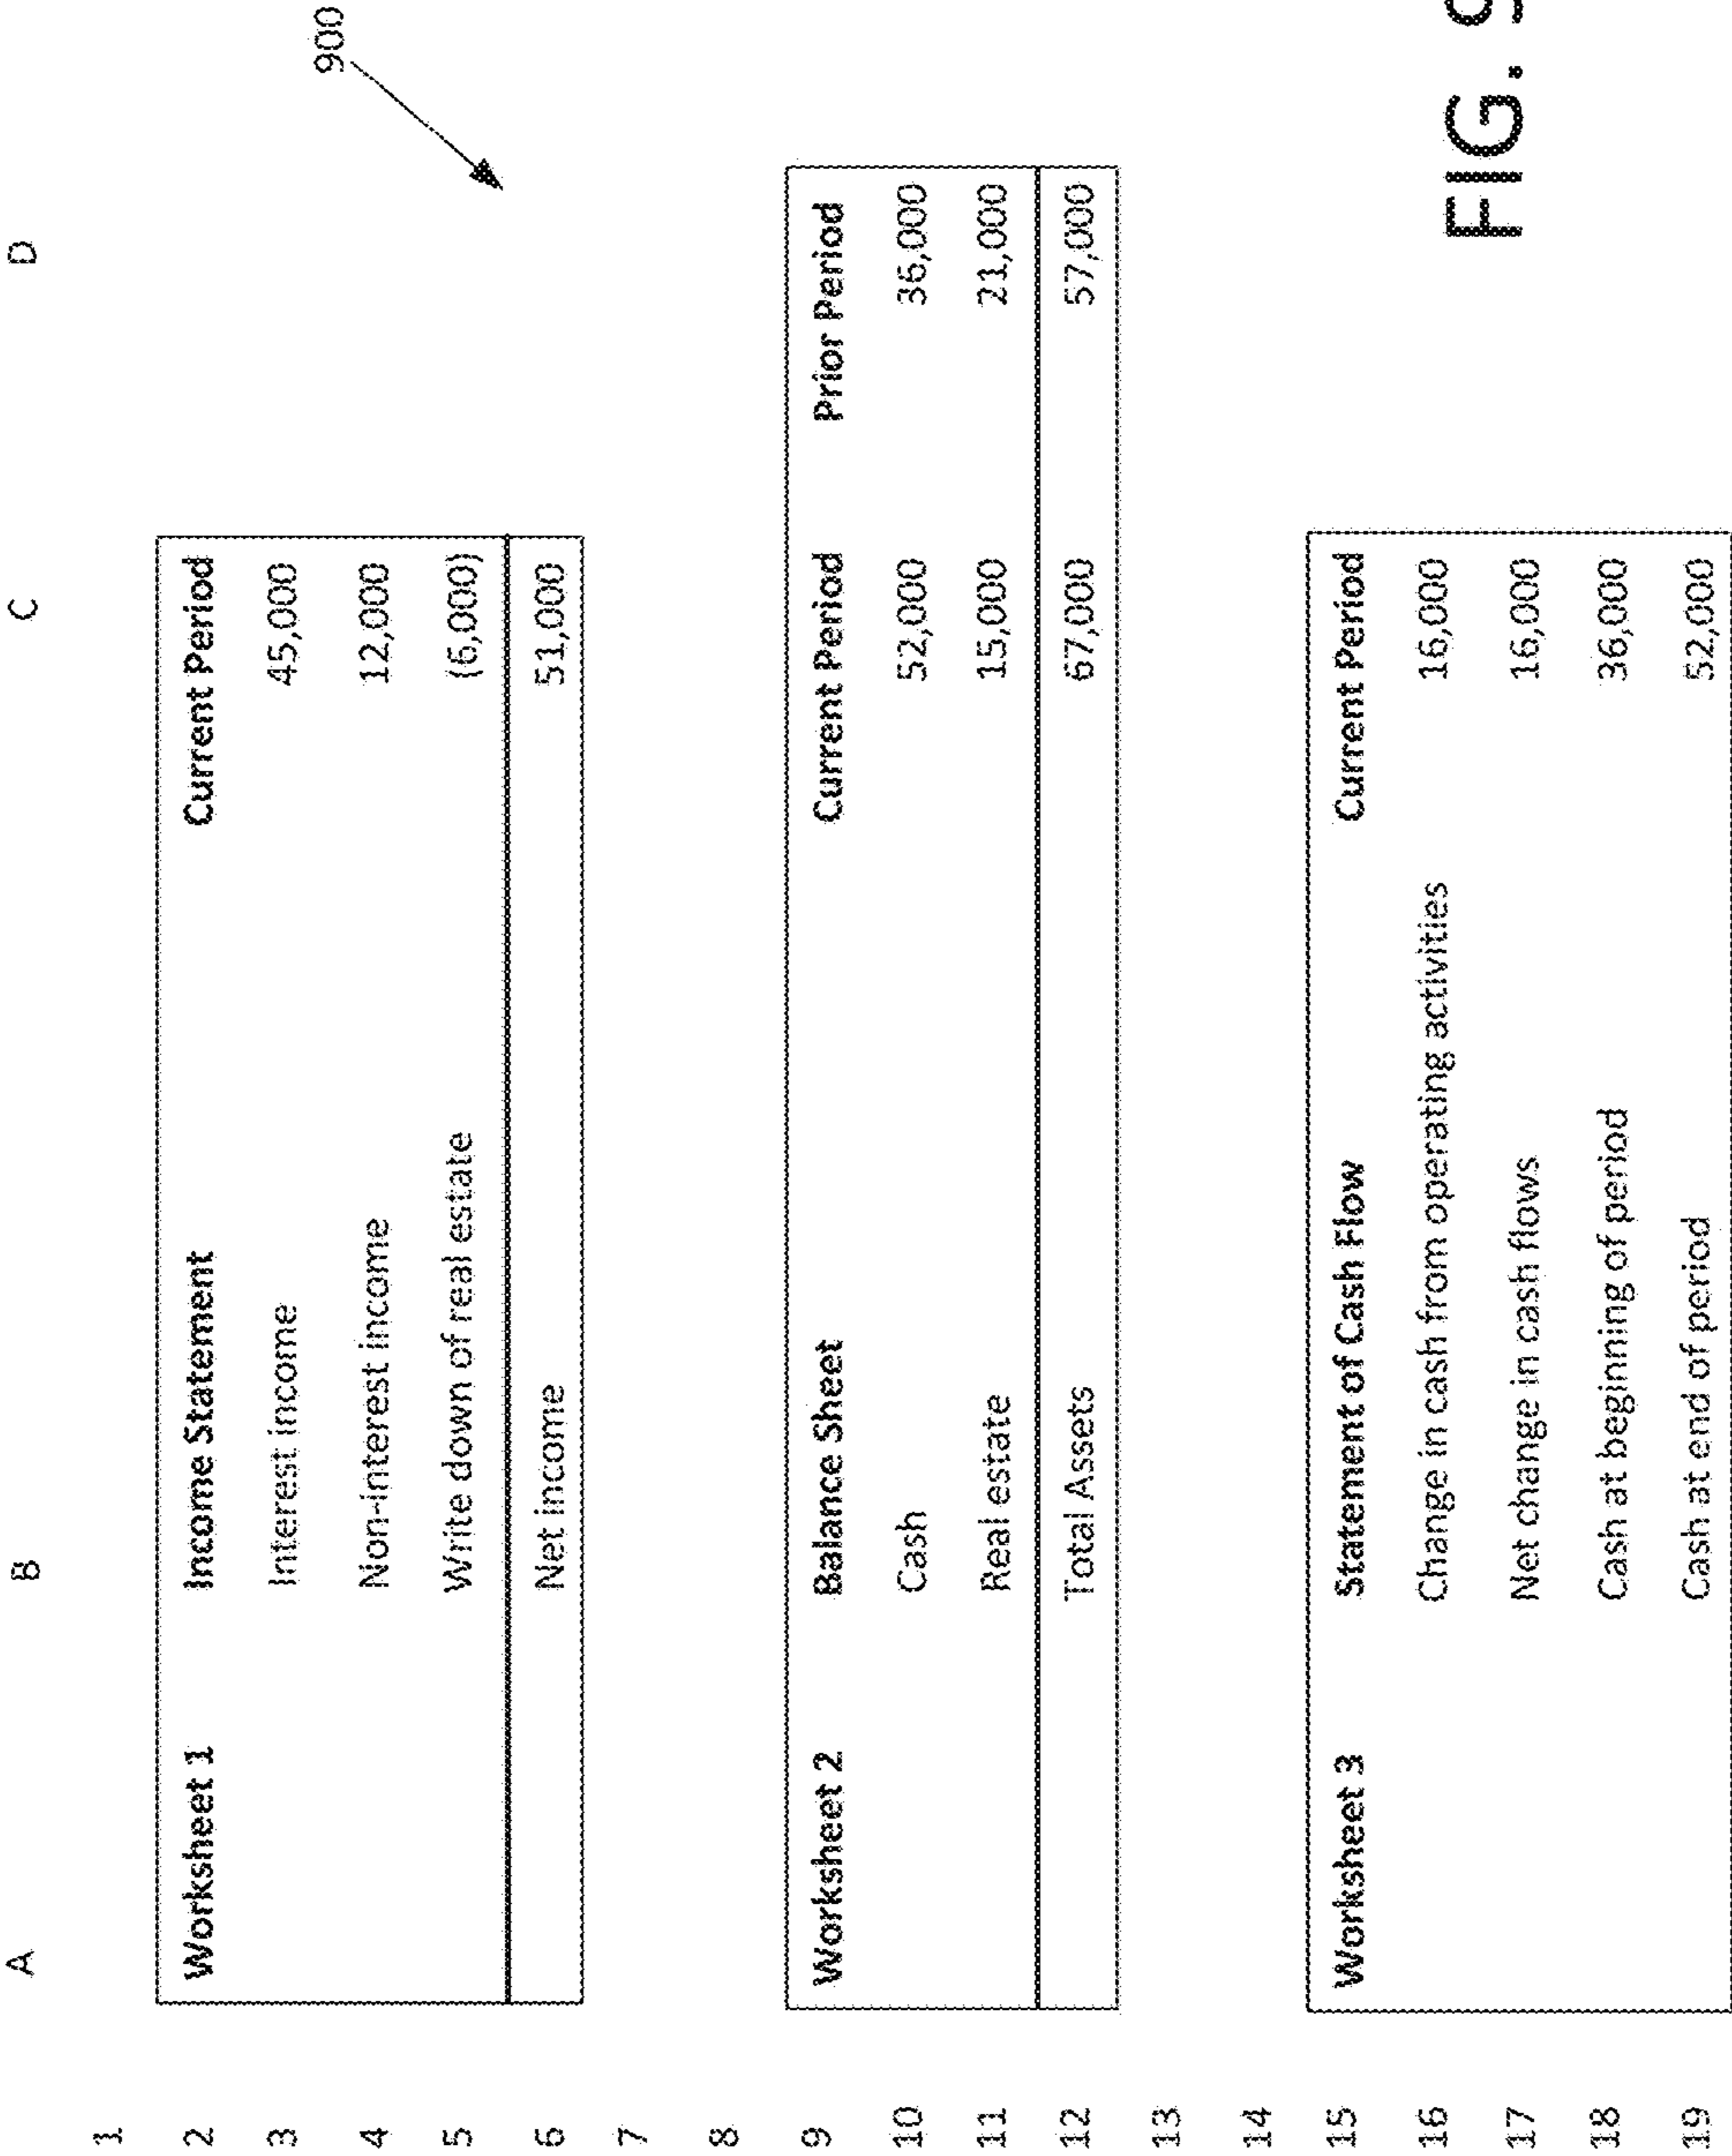 A B C D
1
2 Worksheet 1 Income Statement Current Period
3 Interest income 45,000
4 Non-interest income 12,000
5 Write down of real estate (6,000)
6 Net income 51,000
7
8
9 Worksheet 2 Balance Sheet Current Period Prior Period
10 Cash 52,000 36,000
11 Real estate 15,000 21,000
12 Total Assets 67,000 57,000
13
14
15 Worksheet 3 Statement of Cash Flow Current Period
16 Change in cash from operating activities 16,000
17 Net change in cash flows 16,000
18 Cash at beginning of period 36,000
19 Cash at end of period 52,000
900
FIG. 9